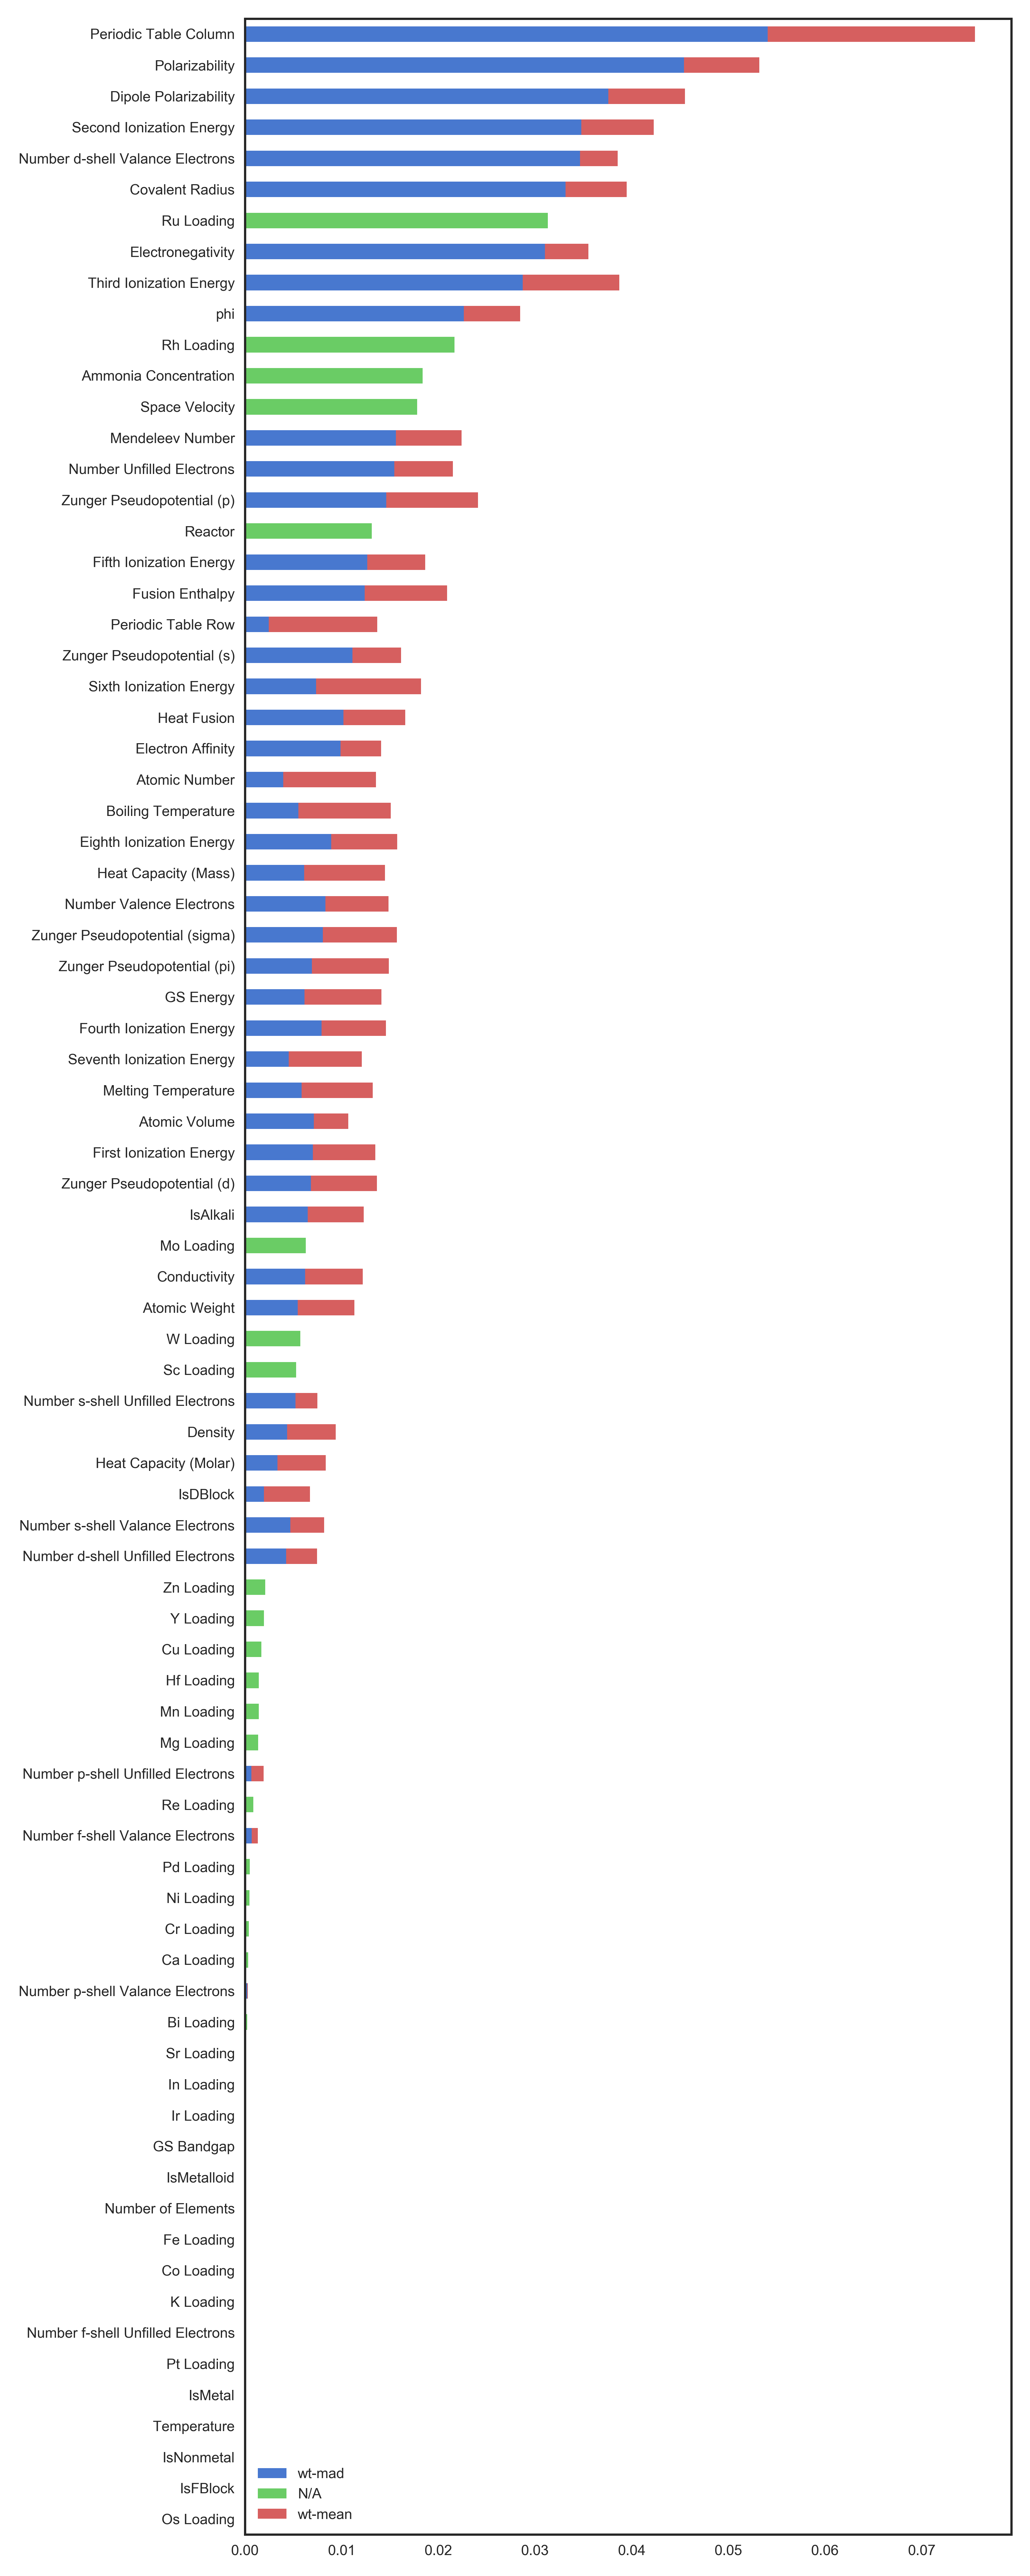 Periodic Table Column
Polarizability
Dipole Polarizability
Second Ionization Energy
Number d-shell Valance Electrons
Covalent Radius
Ru Loading
Electronegativity
Third Ionization Energy
phi
Rh Loading
Ammonia Concentration
Space Velocity
Mendeleev Number
Number Unfilled Electrons
Zunger Pseudopotential (p)
Reactor
Fifth Ionization Energy
Fusion Enthalpy
Periodic Table Row
Zunger Pseudopotential (s)
Sixth Ionization Energy
Heat Fusion
Electron Affinity
Atomic Number
Boiling Temperature
Eighth Ionization Energy
Heat Capacity (Mass)
Number Valence Electrons
Zunger Pseudopotential (sigma)
Zunger Pseudopotential (pi)
GS Energy
Fourth Ionization Energy
Seventh Ionization Energy
Melting Temperature
Atomic Volume
First Ionization Energy
Zunger Pseudopotential (d)
IsAlkali
Mo Loading
Conductivity
Atomic Weight
W Loading
Sc Loading
Number s-shell Unfilled Electrons
Density
Heat Capacity (Molar)
IsDBlock
Number s-shell Valance Electrons
Number d-shell Unfilled Electrons
Zn Loading
Y Loading
Cu Loading
Hf Loading
Mn Loading
Mg Loading
Number p-shell Unfilled Electrons
Re Loading
Number f-shell Valance Electrons
Pd Loading
Ni Loading
Cr Loading
Ca Loading
Number p-shell Valance Electrons
Bi Loading
Sr Loading
In Loading
Ir Loading
GS Bandgap
IsMetalloid
Number of Elements
Fe Loading
Co Loading
K Loading
Number f-shell Unfilled Electrons
Pt Loading
IsMetal
Temperature
IsNonmetal
IsFBlock
Os Loading
wt-mad
N/A
wt-mean
0.00 0.01 0.02 0.03 0.04 0.05 0.06 0.07